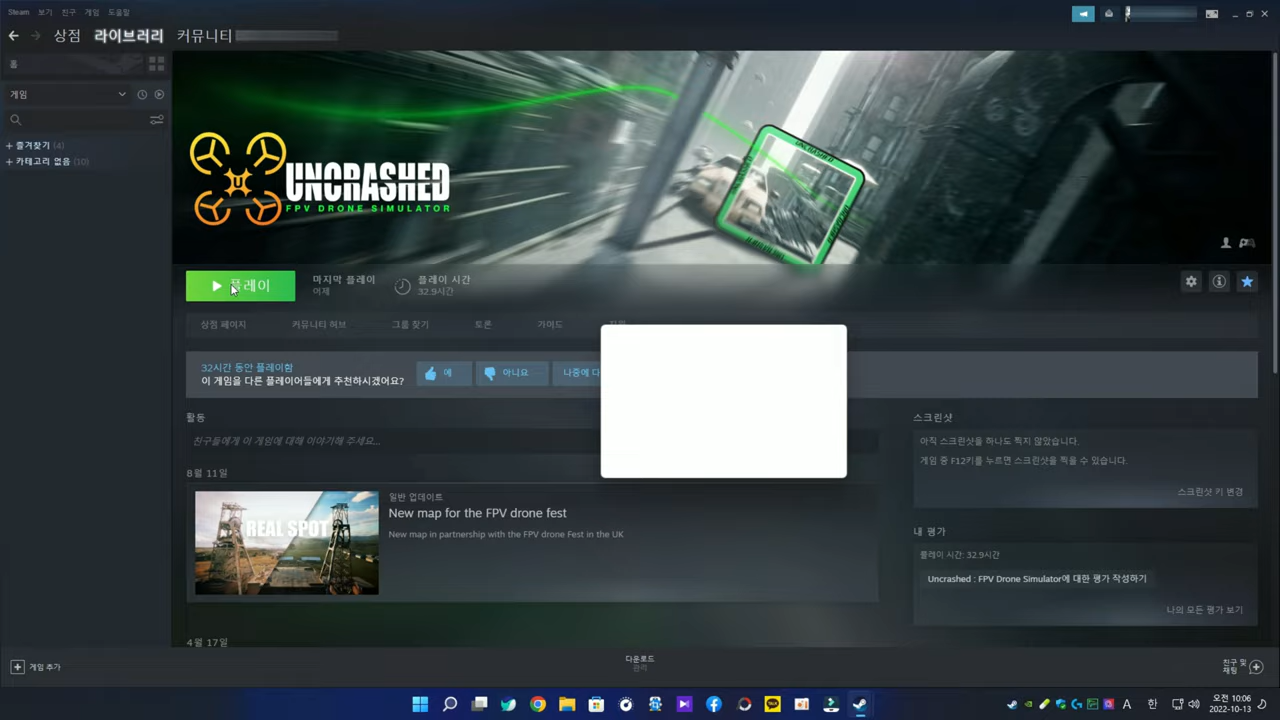 Steam 보기 친구 게임 도움말
상점 라이브러리 커뮤니티
홈
게임
+ 즐겨찾기 (4)
+ 카테고리 없음 (10)
UNCRASHED
FPV DRONE SIMULATOR
플레이
마지막 플레이
어제
플레이 시간
32.9시간
상점 페이지 커뮤니티 허브 그룹 찾기 토론 가이드
32시간 동안 플레이함
이 게임을 다른 플레이어들에게 추천하시겠어요?
예 아니요 나중에
활동
친구들에게 이 게임에 대해 이야기해 주세요...
8월 11일
REAL SPOT
일반 업데이트
New map for the FPV drone fest
New map in partnership with the FPV drone Fest in the UK
4월 17일
스크린샷
아직 스크린샷을 하나도 찍지 않았습니다.
게임 중 F12키를 누르면 스크린샷을 찍을 수 있습니다.
스크린샷 키 변경
내 평가
플레이 시간: 32.9시간
Uncrashed : FPV Drone Simulator에 대한 평가 작성하기
나의 모든 평가 보기
게임 추가
다운로드
관리
친구 및
채팅
A 한
오전 10:06
2022-10-13